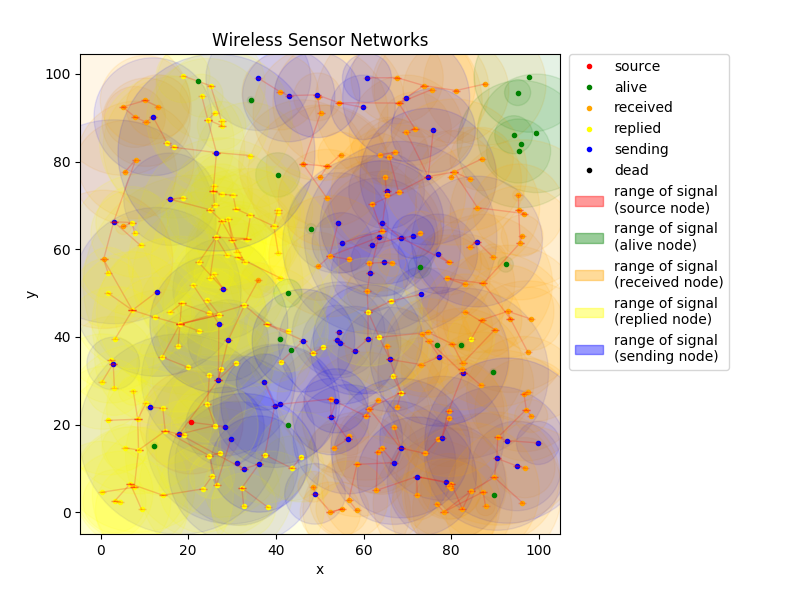 Wireless Sensor Networks
100
80
60
40
20
0
y
0 20 40 60 80 100
x
source
alive
received
replied
sending
dead
range of signal
(source node)
range of signal
(alive node)
range of signal
(received node)
range of signal
(replied node)
range of signal
(sending node)